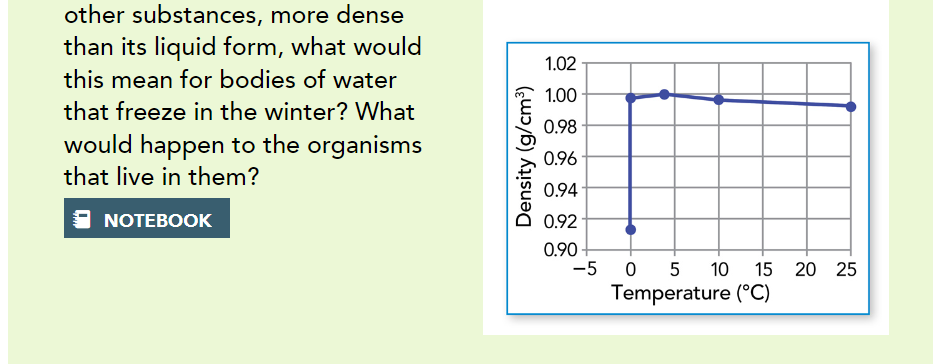 other substances, more dense
than its liquid form, what would
this mean for bodies of water
that freeze in the winter? What
would happen to the organisms
that live in them?
NOTEBOOK
Density (g/cm³)
1.02
1.00
0.98
0.96
0.94
0.92
0.90
−5 0 5 10 15 20 25
Temperature (°C)